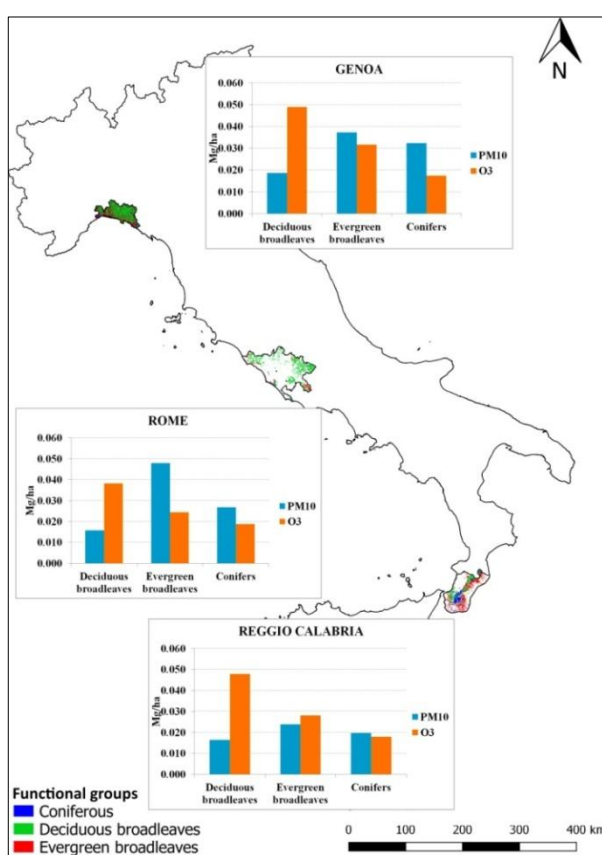 N
GENOA
0.060
0.050
0.040
0.030
0.020
0.010
0.000
Mg/ha
Deciduous broadleaves
Evergreen broadleaves
Conifers
PM10
O3
ROME
0.060
0.050
0.040
0.030
0.020
0.010
0.000
Mg/ha
Deciduous broadleaves
Evergreen broadleaves
Conifers
PM10
O3
REGGIO CALABRIA
0.060
0.050
0.040
0.030
0.020
0.010
0.000
Mg/ha
Deciduous broadleaves
Evergreen broadleaves
Conifers
PM10
O3
Functional groups
Coniferous
Deciduous broadleaves
Evergreen broadleaves
0 100 200 300 400 km